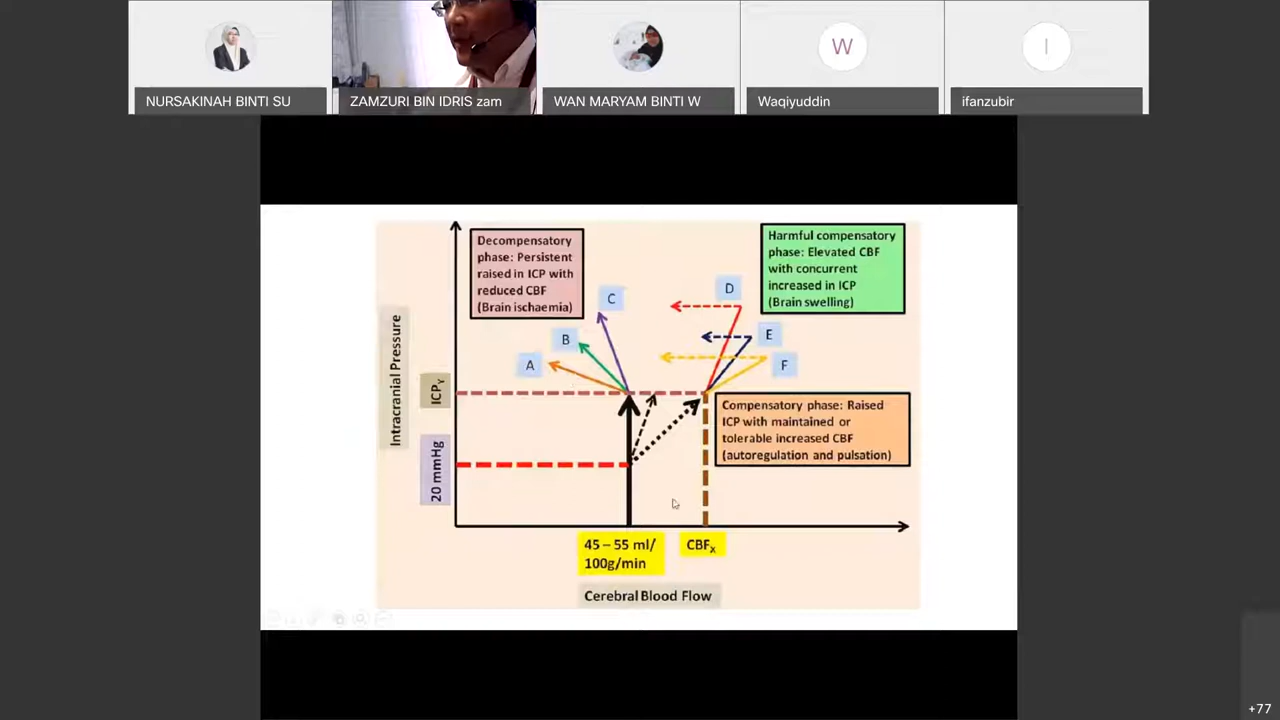 NURSAKINAH BINTI SU
ZAMZURI BIN IDRIS zam
WAN MARYAM BINTI W
W
Waqiyuddin
I
ifanzubir
Decompensatory
phase: Persistent
raised in ICP with
reduced CBF
(Brain ischaemia)
Harmful compensatory
phase: Elevated CBF
with concurrent
increased in ICP
(Brain swelling)
A
B
C
D
E
F
Compensatory phase: Raised
ICP with maintained or
tolerable increased CBF
(autoregulation and pulsation)
Intracranial Pressure
ICPY
20 mmHg
45 – 55 ml/
100g/min
CBFX
Cerebral Blood Flow
+77